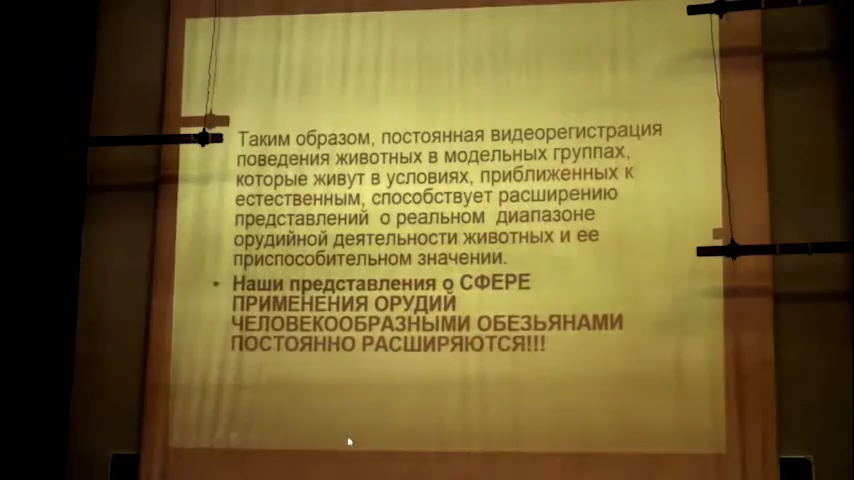 Таким образом, постоянная видеорегистрация
поведения животных в модельных группах,
которые живут в условиях, приближенных к
естественным, способствует расширению
представлений о реальном диапазоне
орудийной деятельности животных и ее
приспособительном значении.
• Наши представления о СФЕРЕ
ПРИМЕНЕНИЯ ОРУДИЙ
ЧЕЛОВЕКООБРАЗНЫМИ ОБЕЗЬЯНАМИ
ПОСТОЯННО РАСШИРЯЮТСЯ!!!